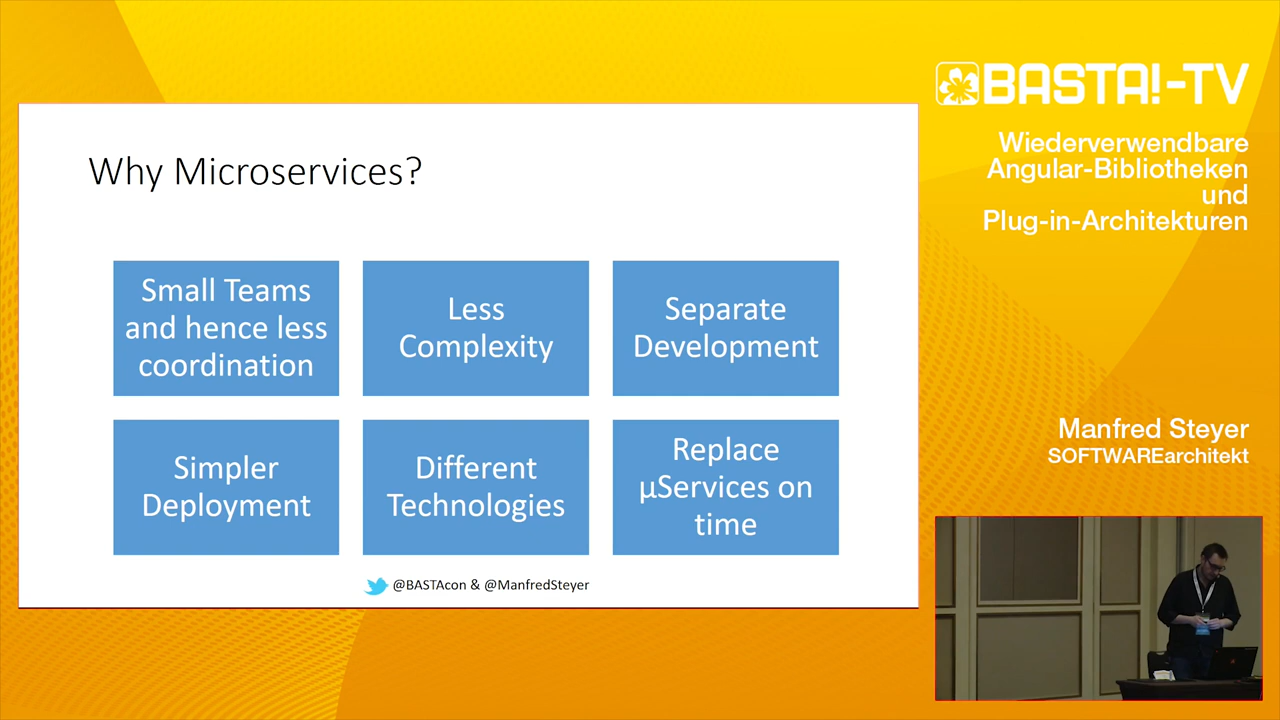 BASTA!-TV
Wiederverwendbare
Angular-Bibliotheken
und
Plug-in-Architekturen
Why Microservices?
Small Teams
and hence less
coordination
Less
Complexity
Separate
Development
Simpler
Deployment
Different
Technologies
Replace
µServices on
time
@BASTAcon & @ManfredSteyer
Manfred Steyer
SOFTWAREarchitekt